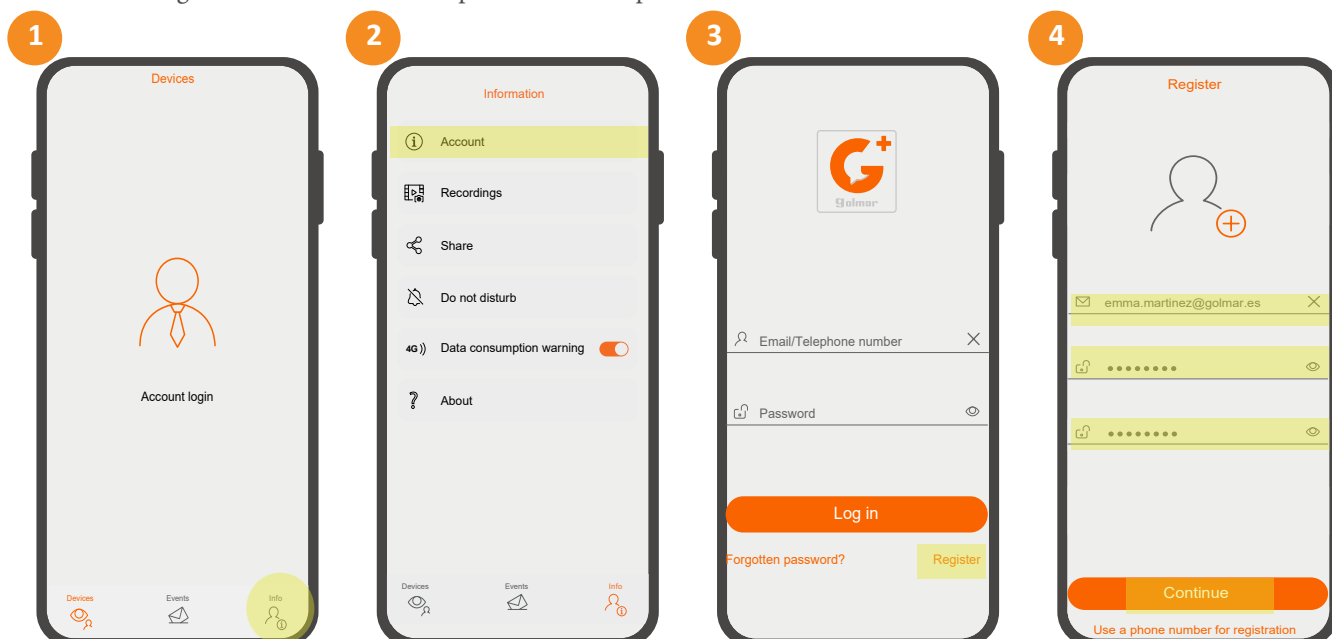 1
Devices
Account login
Devices
Events
Info
2
Information
Account
Recordings
Share
Do not disturb
4G Data consumption warning
About
Devices
Events
Info
3
G+
golmar
Email/Telephone number
Password
Log in
Forgotten password? Register
4
Register
emma.martinez@golmar.es
Continue
Use a phone number for registration